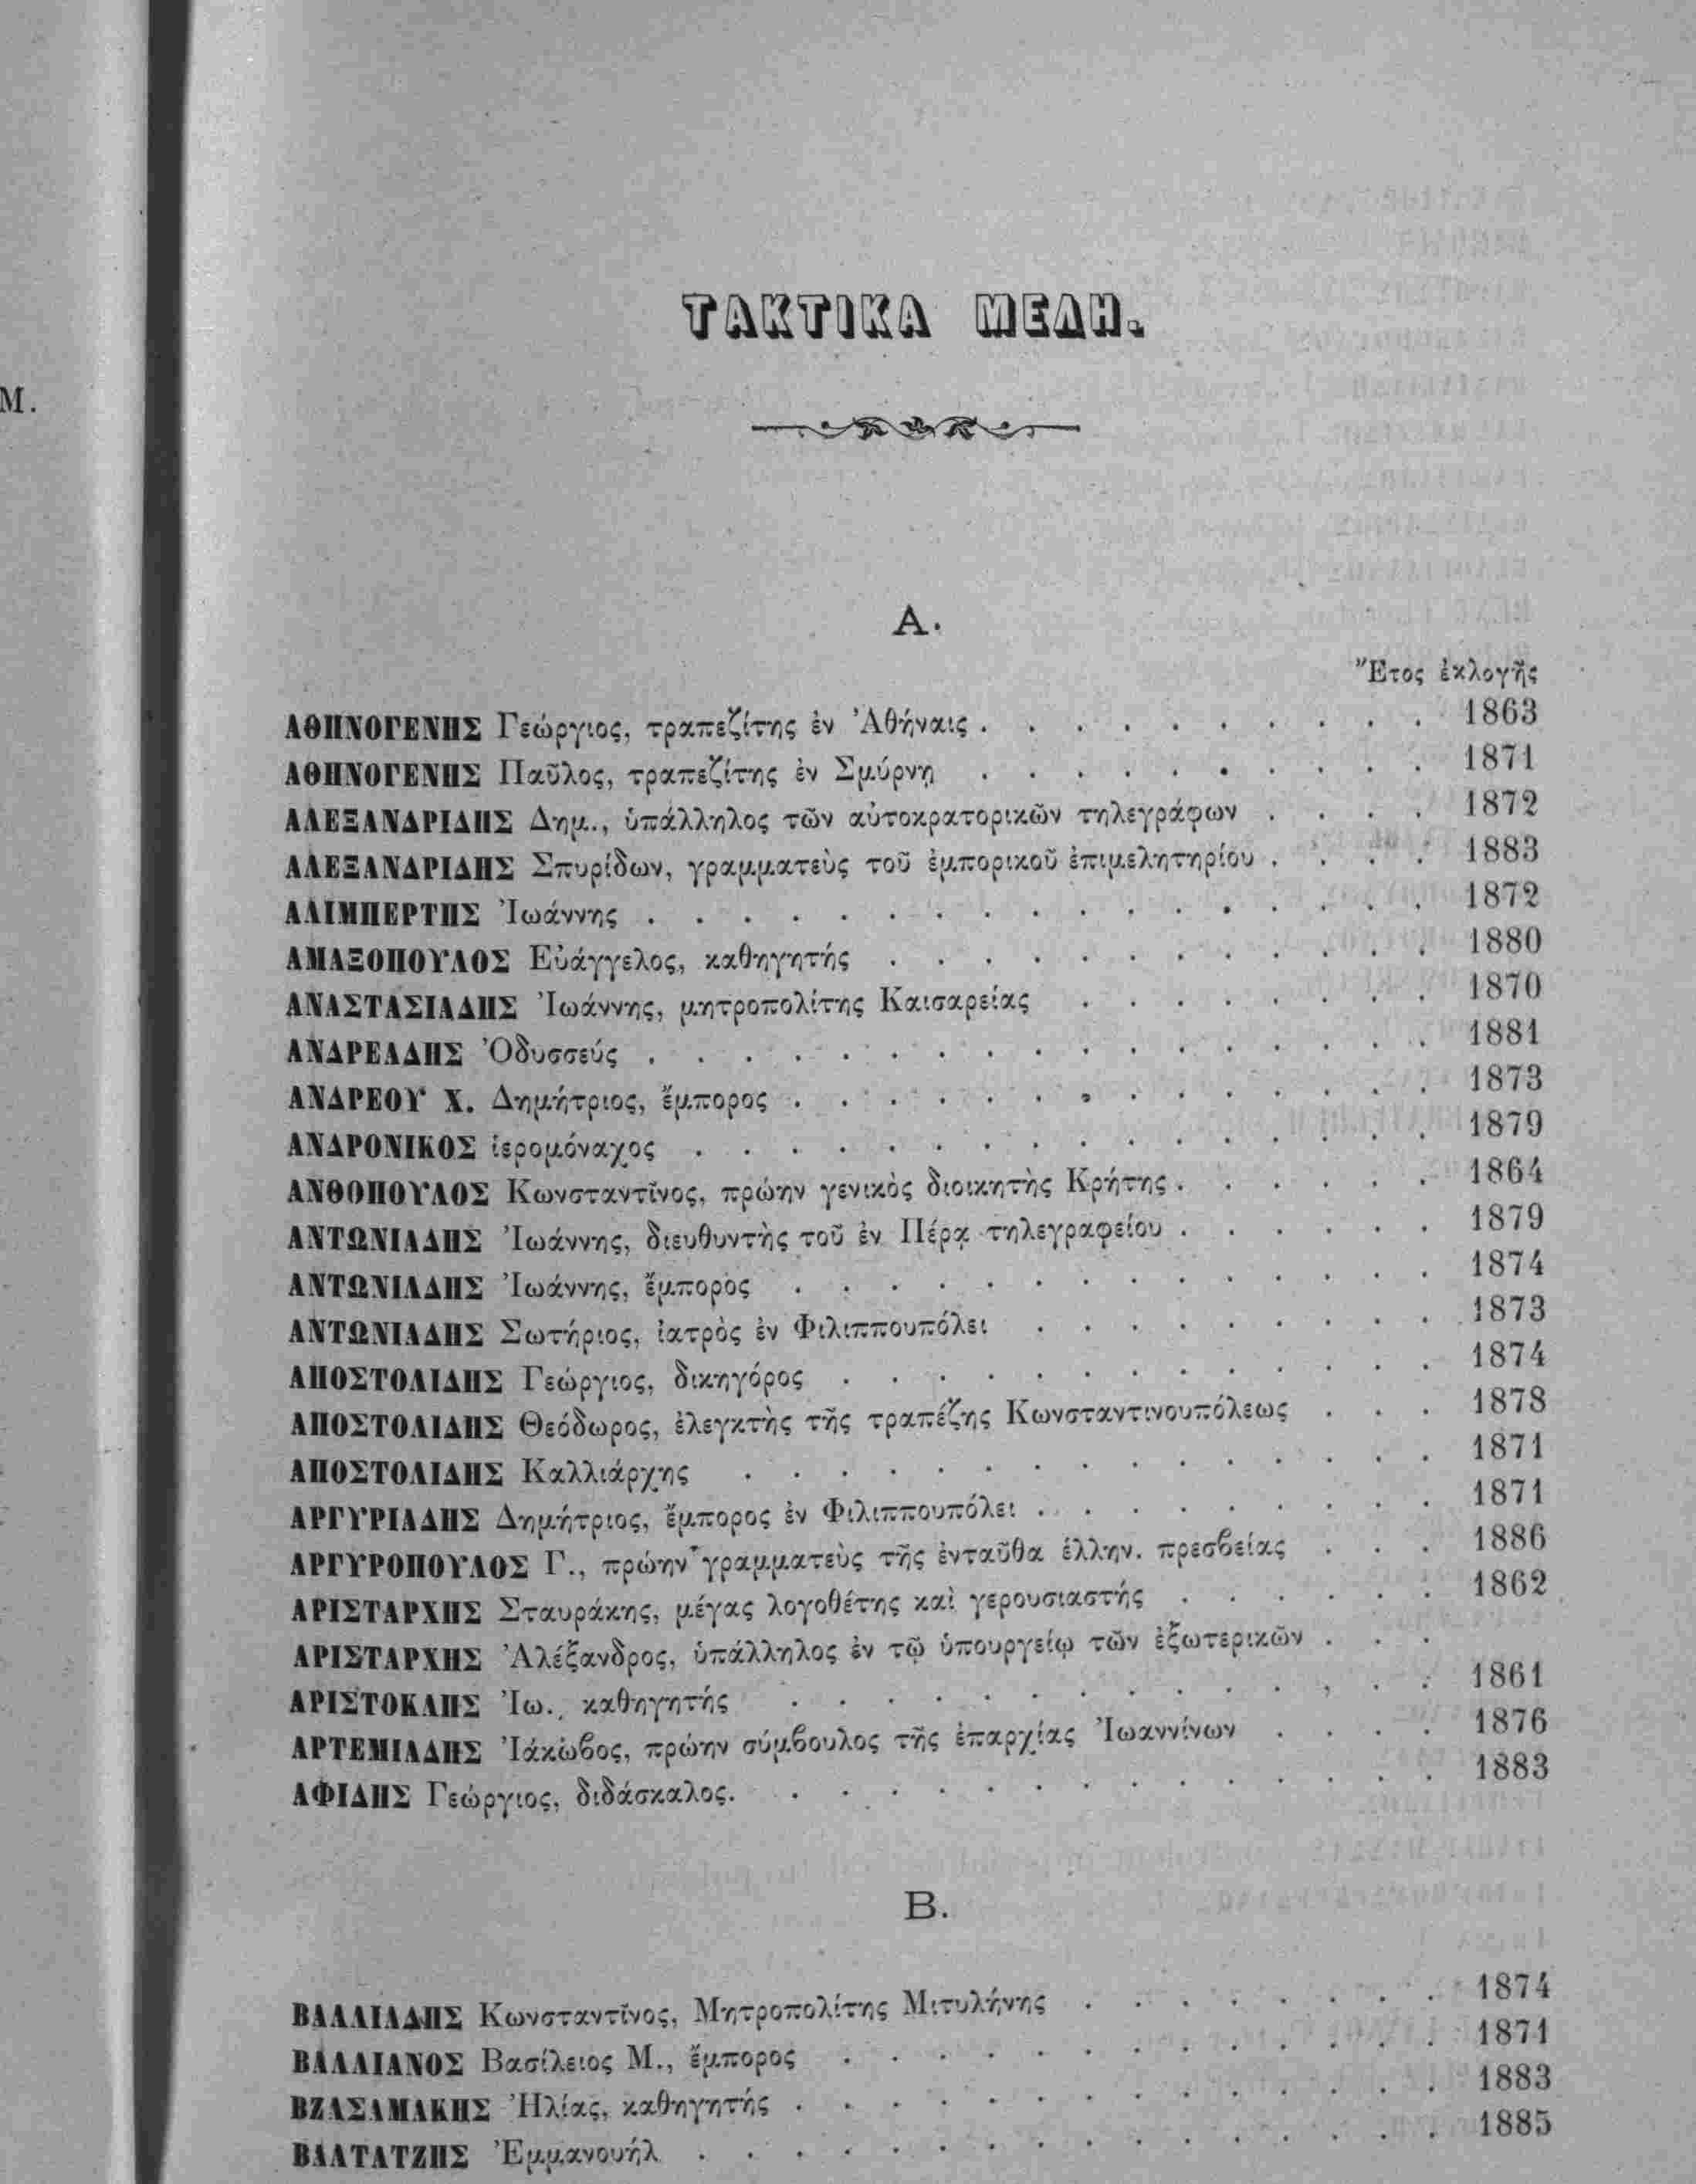 Μ.
ΤΑΚΤΙΚΑ ΜΕΛΗ.
Α.
Ἔτος ἐκλογῆς
ΑΘΗΝΟΓΕΝΗΣ Γεώργιος, τραπεζίτης ἐν Ἀθήναις . . . . . . . . . . 1863
ΑΘΗΝΟΓΕΝΗΣ Παῦλος, τραπεζίτης ἐν Σμύρνῃ . . . . . . . . . . 1871
ΑΛΕΞΑΝΔΡΙΔΗΣ Δημ., ὑπάλληλος τῶν αὐτοκρατορικῶν τηλεγράφων . . . . 1872
ΑΛΕΞΑΝΔΡΙΔΗΣ Σπυρίδων, γραμματεὺς τοῦ ἐμπορικοῦ ἐπιμελητηρίου . . . . 1883
ΑΛΙΜΠΕΡΤΗΣ Ἰωάννης . . . . . . . . . . . . . . . . . 1872
ΑΜΑΞΟΠΟΥΛΟΣ Εὐάγγελος, καθηγητής . . . . . . . . . . . . 1880
ΑΝΑΣΤΑΣΙΑΔΗΣ Ἰωάννης, μητροπολίτης Καισαρείας . . . . . . . . 1870
ΑΝΔΡΕΑΔΗΣ Ὀδυσσεύς . . . . . . . . . . . . . . . . . 1881
ΑΝΔΡΕΟΥ Χ. Δημήτριος, ἔμπορος . . . . . . . . . . . . . . 1873
ΑΝΔΡΟΝΙΚΟΣ ἱερομόναχος . . . . . . . . . . . . . . . . 1879
ΑΝΘΟΠΟΥΛΟΣ Κωνσταντῖνος, πρώην γενικὸς διοικητὴς Κρήτης . . . . . . 1864
ΑΝΤΩΝΙΑΔΗΣ Ἰωάννης, διευθυντὴς τοῦ ἐν Πέρᾳ τηλεγραφείου . . . . . . 1879
ΑΝΤΩΝΙΑΔΗΣ Ἰωάννης, ἔμπορος . . . . . . . . . . . . . . 1874
ΑΝΤΩΝΙΑΔΗΣ Σωτήριος, ἰατρὸς ἐν Φιλιππουπόλει . . . . . . . . . 1873
ΑΠΟΣΤΟΛΙΔΗΣ Γεώργιος, δικηγόρος . . . . . . . . . . . . . 1874
ΑΠΟΣΤΟΛΙΔΗΣ Θεόδωρος, ἐλεγκτὴς τῆς τραπέζης Κωνσταντινουπόλεως . . . 1878
ΑΠΟΣΤΟΛΙΔΗΣ Καλλιάρχης . . . . . . . . . . . . . . . 1871
ΑΡΓΥΡΙΑΔΗΣ Δημήτριος, ἔμπορος ἐν Φιλιππουπόλει . . . . . . . . . 1871
ΑΡΓΥΡΟΠΟΥΛΟΣ Γ., πρώην γραμματεὺς τῆς ἐνταῦθα ἑλλην. πρεσβείας . . . 1886
ΑΡΙΣΤΑΡΧΗΣ Σταυράκης, μέγας λογοθέτης καὶ γερουσιαστής . . . . . . 1862
ΑΡΙΣΤΑΡΧΗΣ Ἀλέξανδρος, ὑπάλληλος ἐν τῷ ὑπουργείῳ τῶν ἐξωτερικῶν . . .
ΑΡΙΣΤΟΚΛΗΣ Ἰω., καθηγητής . . . . . . . . . . . . . . 1861
ΑΡΤΕΜΙΑΔΗΣ Ἰάκωβος, πρώην σύμβουλος τῆς ἐπαρχίας Ἰωαννίνων . . . . 1876
ΑΦΙΔΗΣ Γεώργιος, διδάσκαλος. . . . . . . . . . . . . . . 1883
Β.
ΒΑΛΛΙΑΔΗΣ Κωνσταντῖνος, Μητροπολίτης Μιτυλήνης . . . . . . . . 1874
ΒΑΛΛΙΑΝΟΣ Βασίλειος Μ., ἔμπορος . . . . . . . . . . . . . 1871
ΒΖΑΣΑΜΑΚΗΣ Ἠλίας, καθηγητής . . . . . . . . . . . . . . 1883
ΒΑΛΤΑΤΖΗΣ Ἐμμανουήλ . . . . . . . . . . . . . . . . 1885